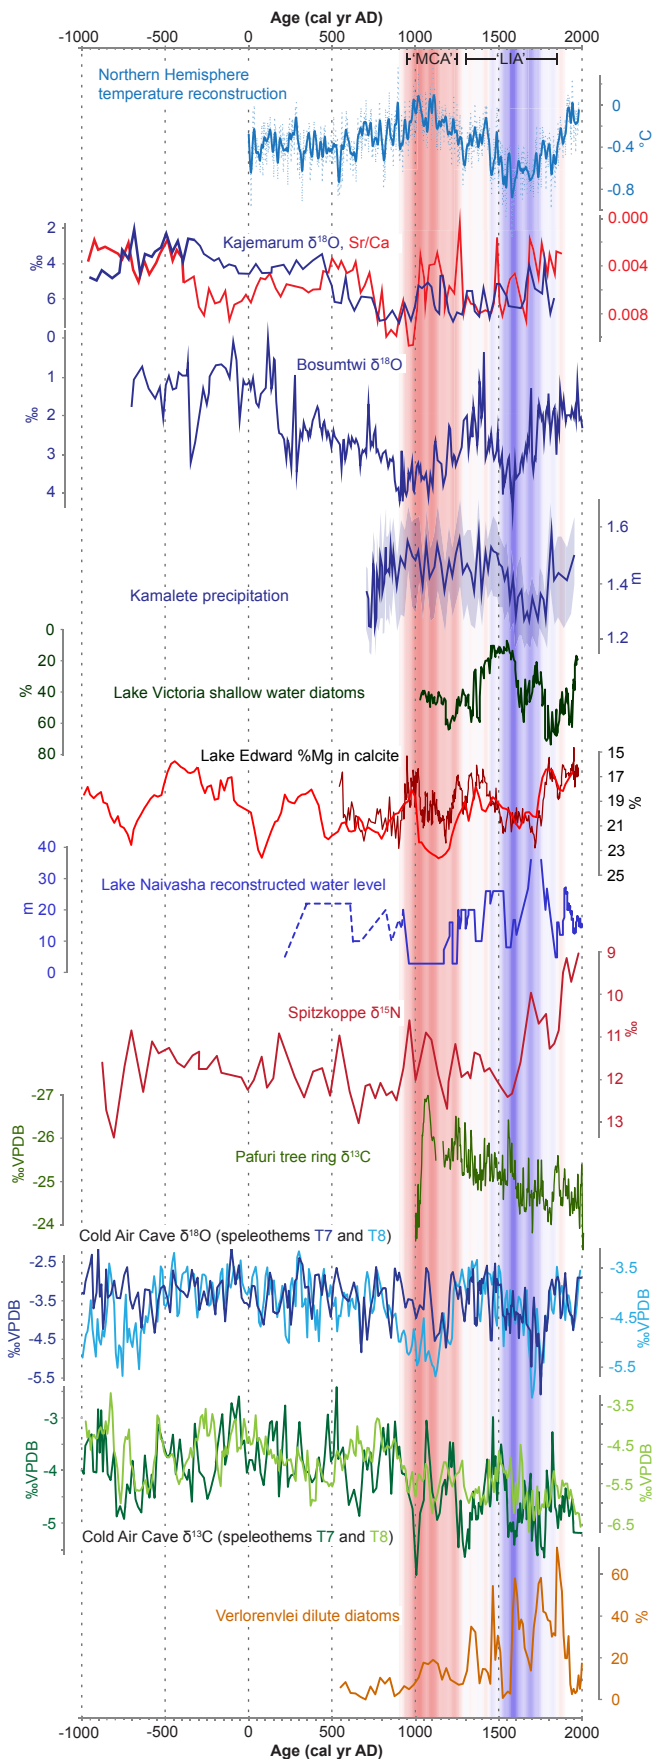 Age (cal yr AD)
-1000 -500 0 500 1000 1500 2000
'MCA' 'LIA'
Northern Hemisphere
temperature reconstruction
0
-0.4
-0.8
°C
2
4
6
‰
Kajemarum δ18O, Sr/Ca
0.000
0.004
0.008
0
1
2
3
4
‰
Bosumtwi δ18O
1.6
1.4
1.2
m
Kamalete precipitation
0
20
40
60
80
%
Lake Victoria shallow water diatoms
Lake Edward %Mg in calcite
15
17
19
21
23
25
%
40
30
20
10
0
m
Lake Naivasha reconstructed water level
9
10
11
12
13
‰
Spitzkoppe δ15N
-27
-26
-25
-24
‰VPDB
Pafuri tree ring δ13C
Cold Air Cave δ18O (speleothems T7 and T8)
-2.5
-3.5
-4.5
-5.5
‰VPDB
-3.5
-4.5
-5.5
‰VPDB
-3
-4
-5
‰VPDB
-3.5
-4.5
-5.5
-6.5
‰VPDB
Cold Air Cave δ13C (speleothems T7 and T8)
Verlorenvlei dilute diatoms
60
40
20
0
%
-1000 -500 0 500 1000 1500 2000
Age (cal yr AD)